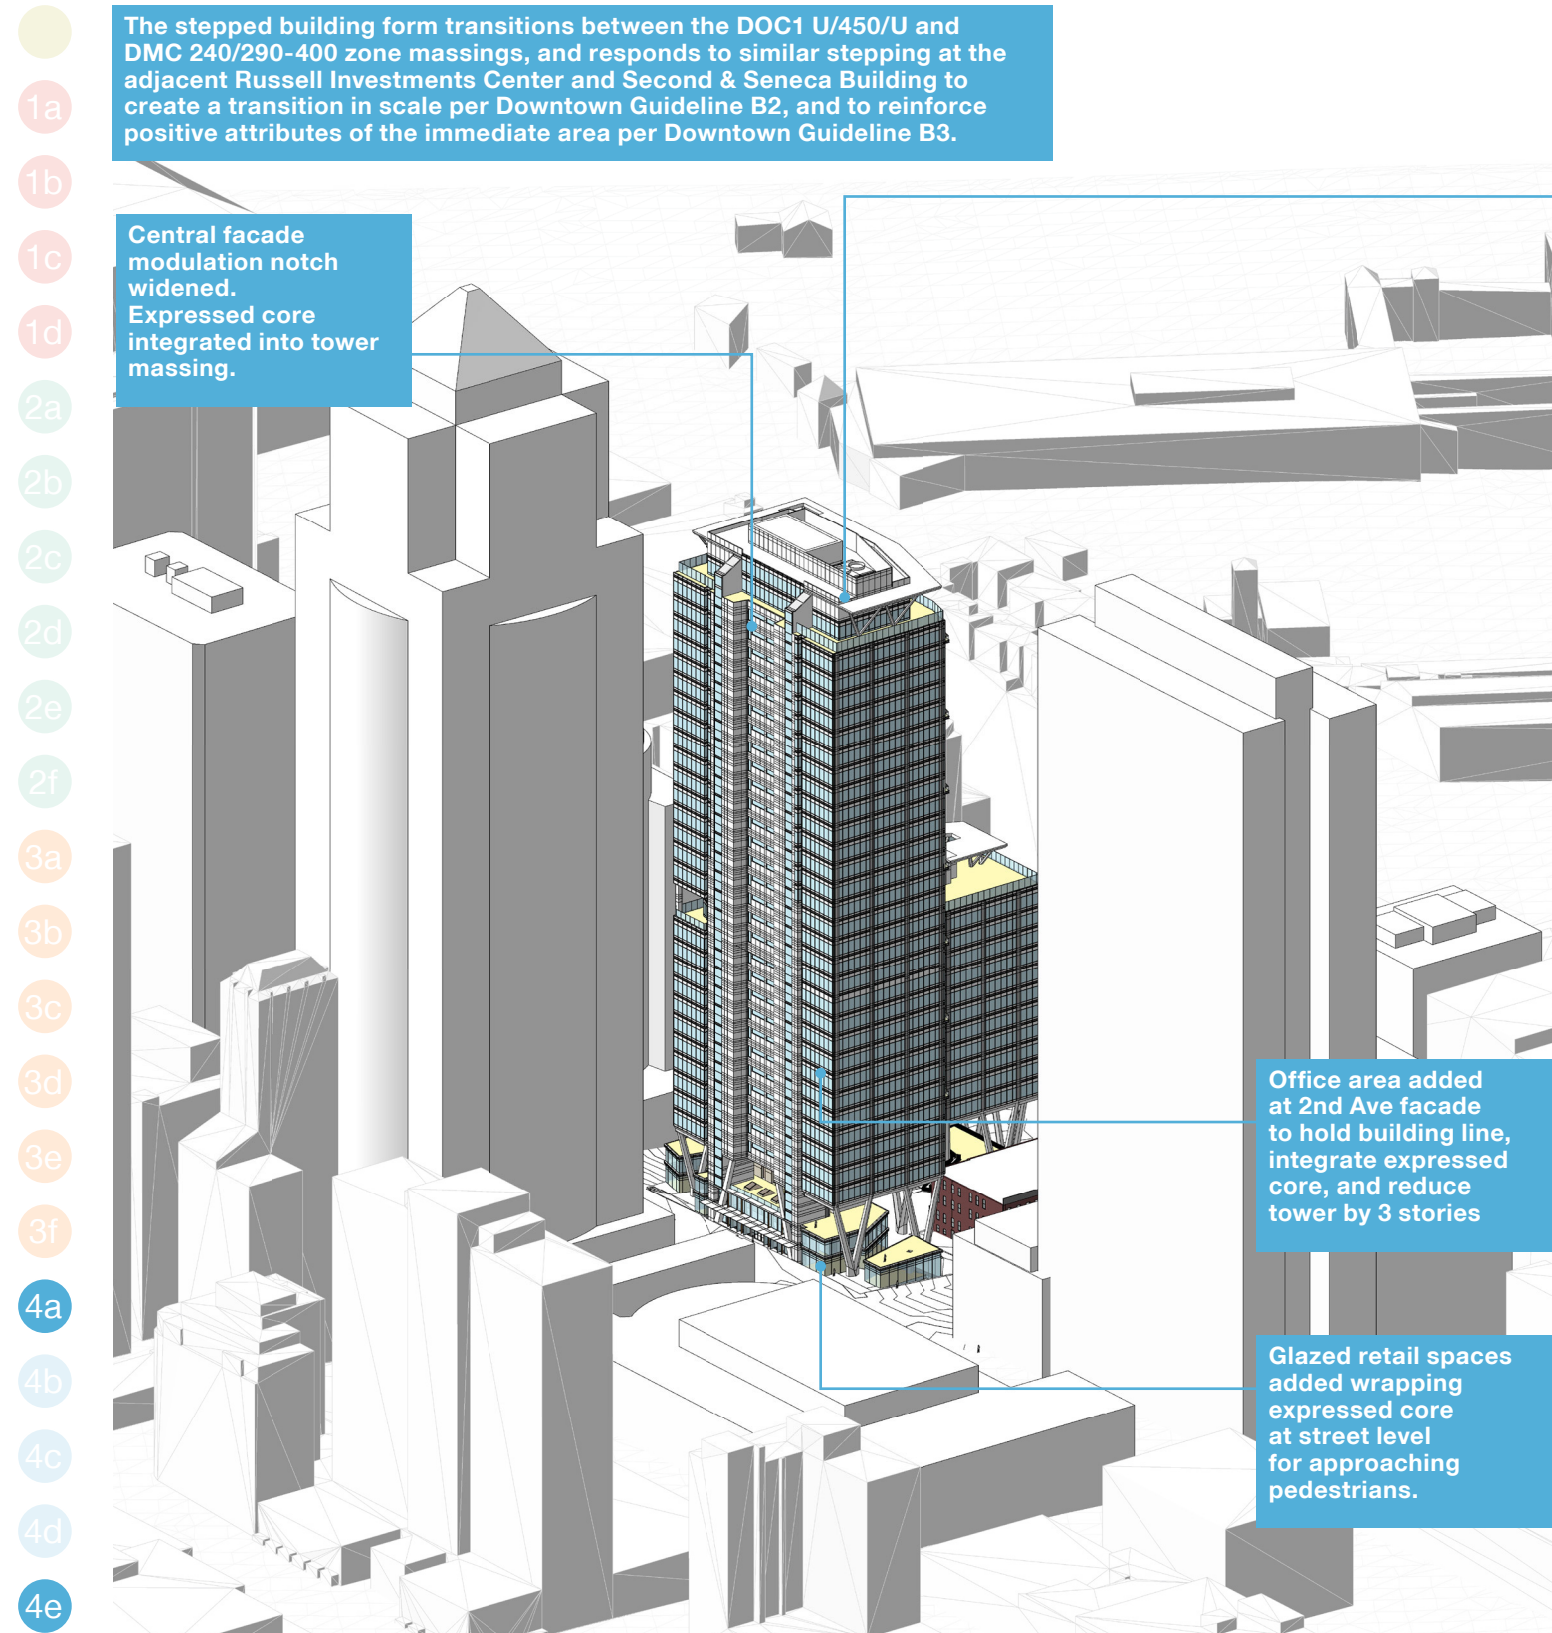 The stepped building form transitions between the DOC1 U/450/U and
DMC 240/290-400 zone massings, and responds to similar stepping at the
adjacent Russell Investments Center and Second & Seneca Building to
create a transition in scale per Downtown Guideline B2, and to reinforce
positive attributes of the immediate area per Downtown Guideline B3.
Central facade
modulation notch
widened.
Expressed core
integrated into tower
massing.
Office area added
at 2nd Ave facade
to hold building line,
integrate expressed
core, and reduce
tower by 3 stories
Glazed retail spaces
added wrapping
expressed core
at street level
for approaching
pedestrians.
1a
1b
1c
1d
2a
2b
2c
2d
2e
2f
3a
3b
3c
3d
3e
3f
4a
4b
4c
4d
4e